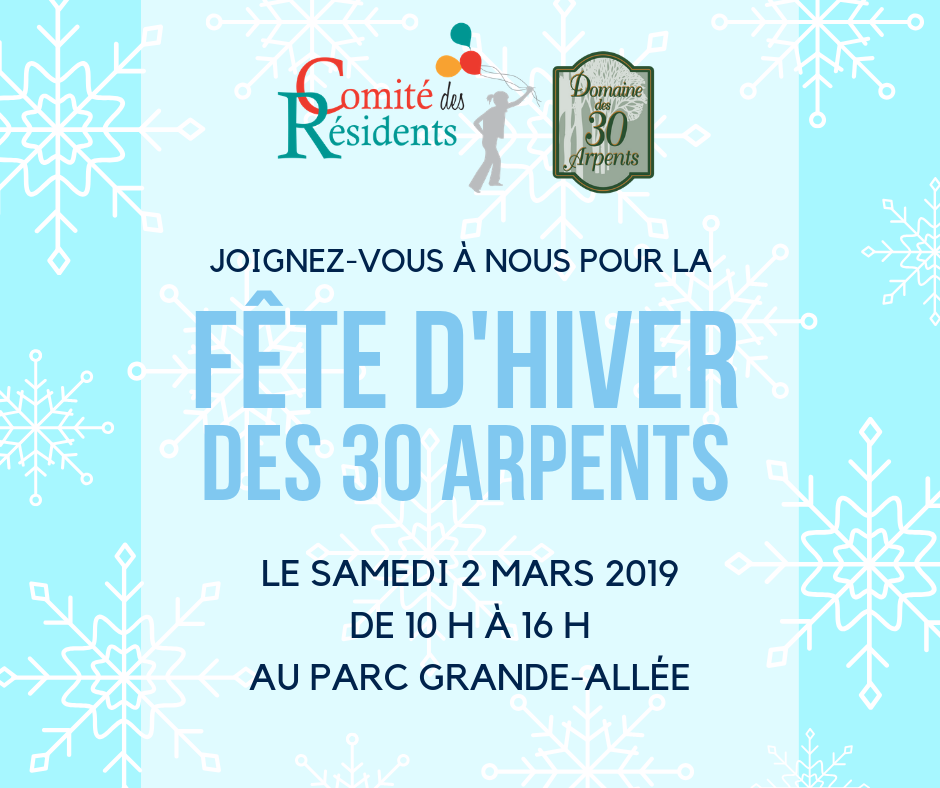 Comité des
Résidents
Domaine
des
30
Arpents
JOIGNEZ-VOUS À NOUS POUR LA
FÊTE D'HIVER
DES 30 ARPENTS
LE SAMEDI 2 MARS 2019
DE 10 H À 16 H
AU PARC GRANDE-ALLÉE